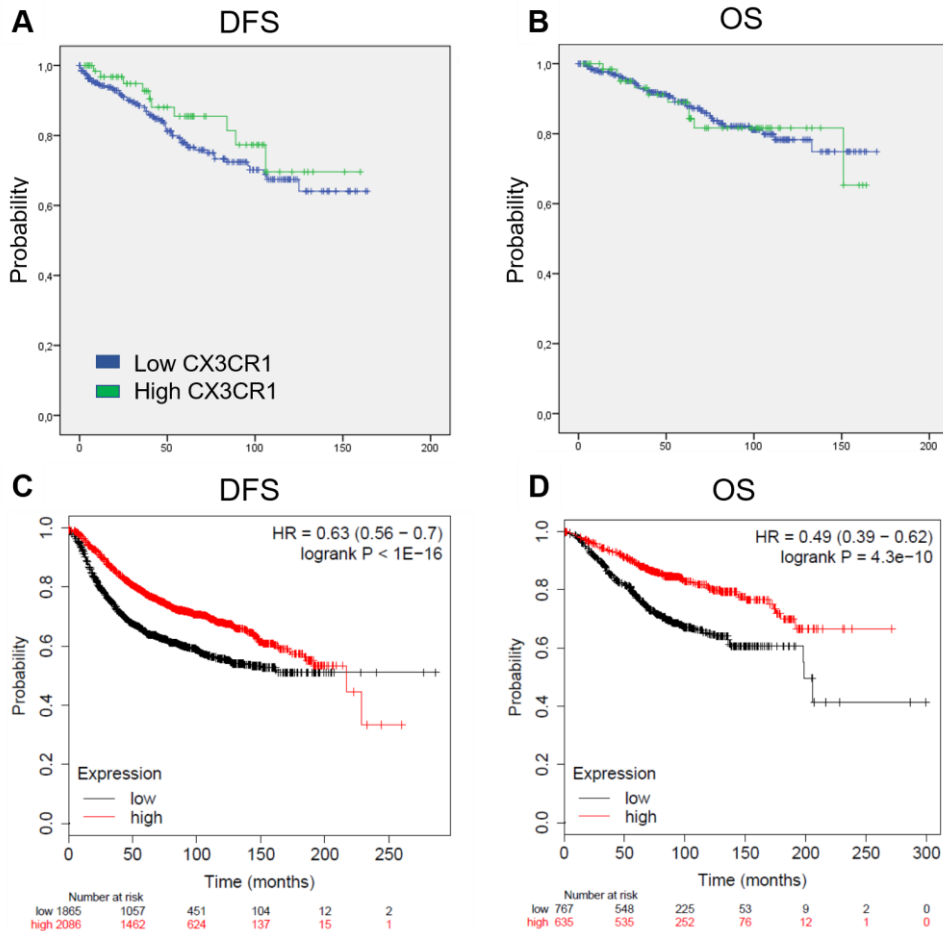 A
DFS
Probability
1,0
0,8
0,6
0,4
0,2
0,0
Low CX3CR1
High CX3CR1
0 50 100 150 200
B
OS
Probability
1,0
0,8
0,6
0,4
0,2
0,0
0 50 100 150 200
C
DFS
HR = 0.63 (0.56 − 0.7)
logrank P < 1E−16
Probability
1.0
0.8
0.6
0.4
0.2
0.0
Expression
low
high
0 50 100 150 200 250
Time (months)
Number at risk
low 1865 1057 451 104 12 2
high 2086 1462 624 137 15 1
D
OS
HR = 0.49 (0.39 − 0.62)
logrank P = 4.3e−10
Probability
1.0
0.8
0.6
0.4
0.2
0.0
Expression
low
high
0 50 100 150 200 250 300
Time (months)
Number at risk
low 767 548 225 53 9 2 0
high 635 535 252 76 12 1 0